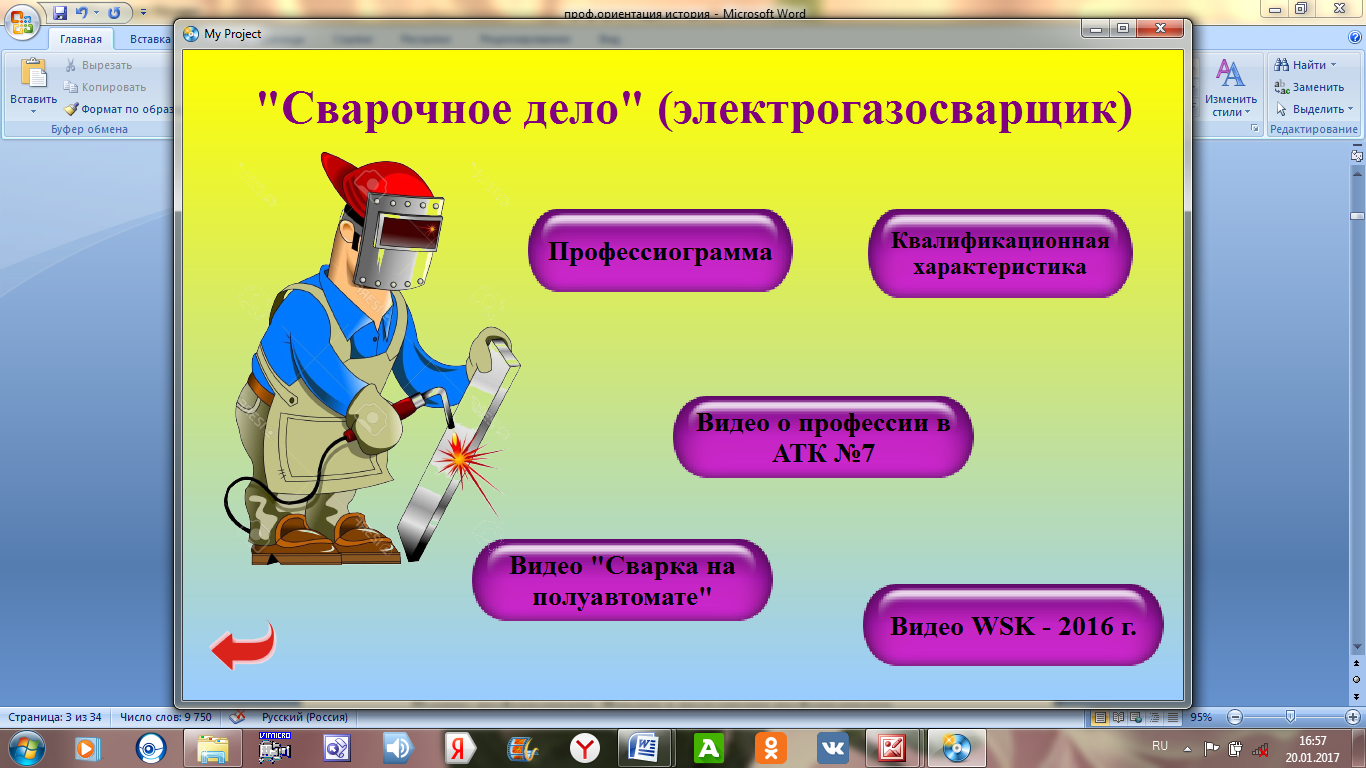 проф.ориентация история - Microsoft Word
My Project
Главная
Вставка
Вырезать
Копировать
Формат по образ
Вставить
Буфер обмена
Изменить стили
Найти
Заменить
Выделить
Редактирование
"Сварочное дело" (электрогазосварщик)
Профессиограмма
Квалификационная
характеристика
Видео о профессии в
АТК №7
Видео "Сварка на
полуавтомате"
Видео WSK - 2016 г.
Страница: 3 из 34
Число слов: 9 750
Русский (Россия)
95%
VIMICRO
RU
16:57
20.01.2017